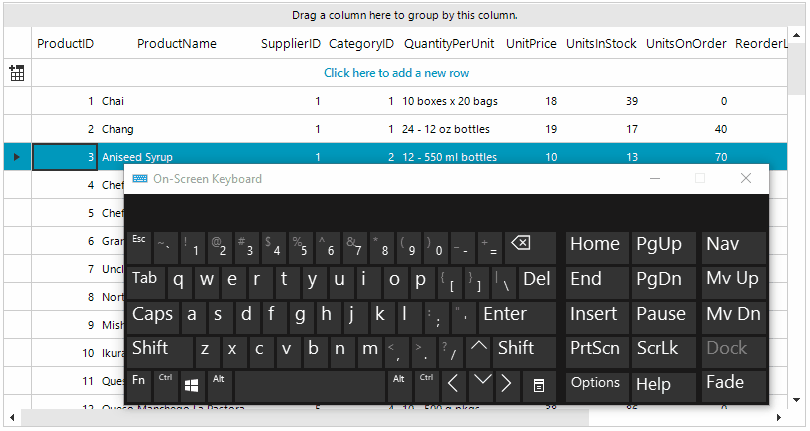 Drag a column here to group by this column.
ProductID ProductName SupplierID CategoryID QuantityPerUnit UnitPrice UnitsInStock UnitsOnOrder ReorderL
Click here to add a new row
1 Chai 1 1 10 boxes x 20 bags 18 39 0
2 Chang 1 1 24 - 12 oz bottles 19 17 40
3 Aniseed Syrup 1 2 12 - 550 ml bottles 10 13 70
4 Chef
5 Chef
6 Gran
7 Uncl
8 Nort
9 Mish
10 Ikura
11 Ques
12 Queso Manchego La Pastora 5 4 10 - 500 g pkgs. 38 86 0
On-Screen Keyboard
Esc ~ ` ! 1 @ 2 # 3 $ 4 % 5 ^ 6 & 7 * 8 ( 9 ) 0 _ - + = Home PgUp Nav
Tab q w e r t y u i o p { [ } ] | \ Del End PgDn Mv Up
Caps a s d f g h j k l : ; " ' Enter Insert Pause Mv Dn
Shift z x c v b n m < , > . ? / Shift PrtScn ScrLk Dock
Fn Ctrl Alt Alt Ctrl Options Help Fade